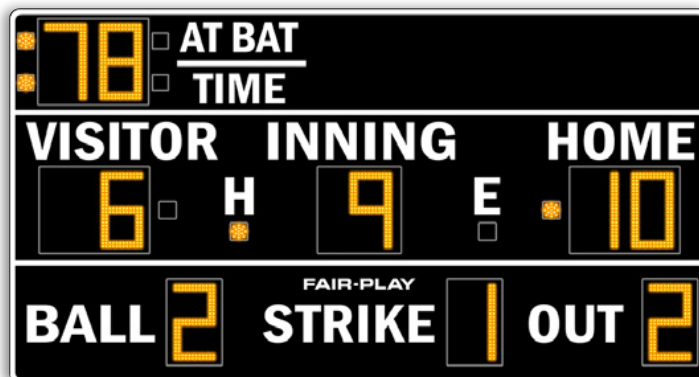 78 AT BAT
TIME
VISITOR INNING HOME
6 H 9 E 10
FAIR-PLAY
BALL 2 STRIKE 1 OUT 2